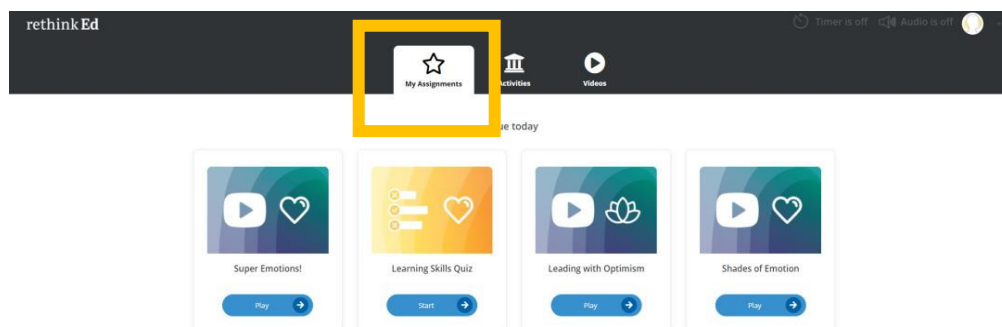 rethink Ed
Timer is off Audio is off
My Assignments
ctivities
Videos
ue today
Super Emotions!
Learning Skills Quiz
Leading with Optimism
Shades of Emotion
Play
Start
Play
Play